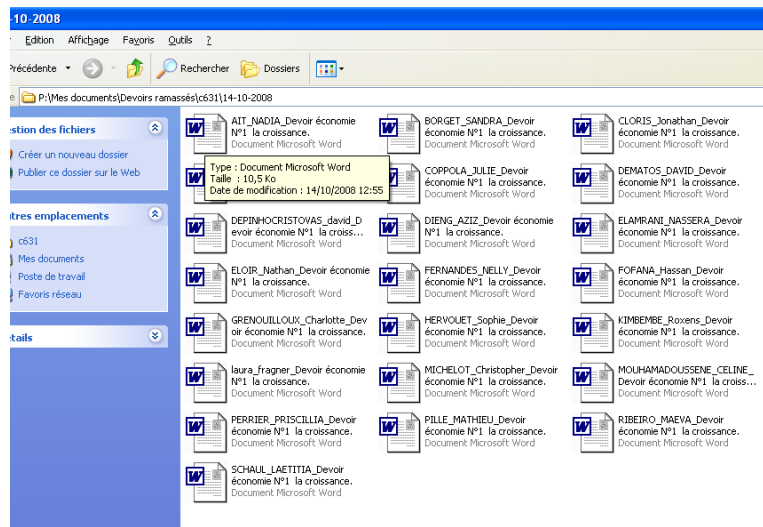 -10-2008
Edition Affichage Favoris Outils ?
Précédente Rechercher Dossiers
P:\Mes documents\Devoirs ramassés\c631\14-10-2008
estion des fichiers
Créer un nouveau dossier
Publier ce dossier sur le Web
tres emplacements
c631
Mes documents
Poste de travail
Favoris réseau
étails
AIT_NADIA_Devoir économie
N°1 la croissance.
Document Microsoft Word
BORGET_SANDRA_Devoir
économie N°1 la croissance.
Document Microsoft Word
CLORIS_Jonathan_Devoir
économie N°1 la croissance.
Document Microsoft Word
Type : Document Microsoft Word
Taille : 10,5 Ko
Date de modification : 14/10/2008 12:55
COPPOLA_JULIE_Devoir
économie N°1 la croissance.
Document Microsoft Word
DEMATOS_DAVID_Devoir
économie N°1 la croissance.
Document Microsoft Word
DEPINHOCRISTOVAS_david_D
evoir économie N°1 la croiss...
Document Microsoft Word
DIENG_AZIZ_Devoir économie
N°1 la croissance.
Document Microsoft Word
ELAMRANI_NASSERA_Devoir
économie N°1 la croissance.
Document Microsoft Word
ELOIR_Nathan_Devoir économie
N°1 la croissance.
Document Microsoft Word
FERNANDES_NELLY_Devoir
économie N°1 la croissance.
Document Microsoft Word
FOFANA_Hassan_Devoir
économie N°1 la croissance.
Document Microsoft Word
GRENOUILLOUX_Charlotte_Dev
oir économie N°1 la croissance.
Document Microsoft Word
HERVOUET_Sophie_Devoir
économie N°1 la croissance.
Document Microsoft Word
KIMBEMBE_Roxens_Devoir
économie N°1 la croissance.
Document Microsoft Word
laura_fragner_Devoir économie
N°1 la croissance.
Document Microsoft Word
MICHELOT_Christopher_Devoir
économie N°1 la croissance.
Document Microsoft Word
MOUHAMADOUSSENE_CELINE_
Devoir économie N°1 la croiss...
Document Microsoft Word
PERRIER_PRISCILLIA_Devoir
économie N°1 la croissance.
Document Microsoft Word
PILLE_MATHIEU_Devoir
économie N°1 la croissance.
Document Microsoft Word
RIBEIRO_MAEVA_Devoir
économie N°1 la croissance.
Document Microsoft Word
SCHAUL_LAETITIA_Devoir
économie N°1 la croissance.
Document Microsoft Word